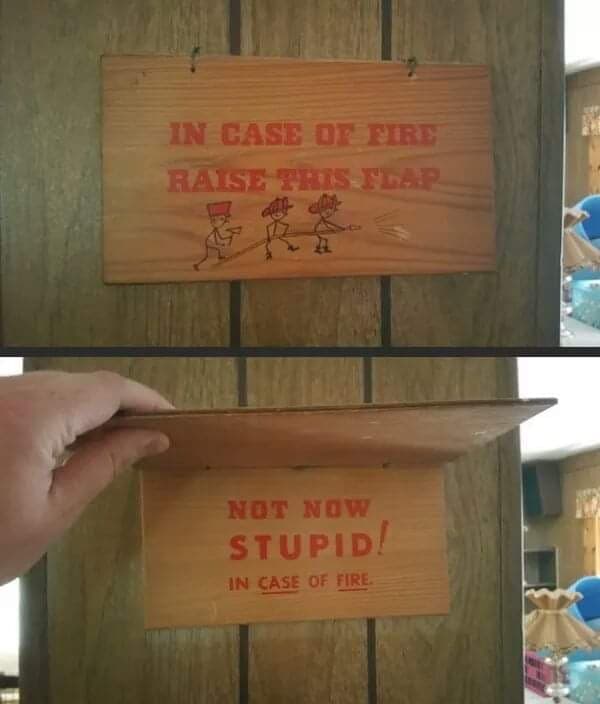 IN CASE OF FIRE
RAISE THIS FLAP
NOT NOW
STUPID!
IN CASE OF FIRE.